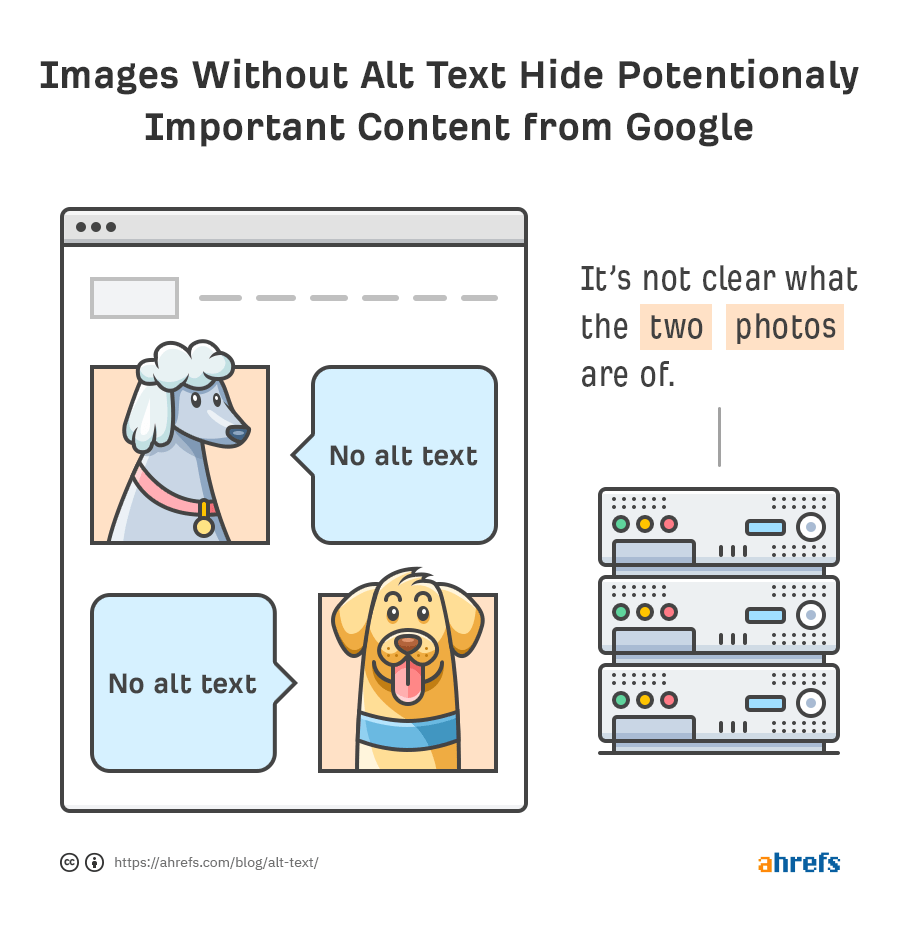 Images Without Alt Text Hide Potentionaly
Important Content from Google
It’s not clear what
the two photos
are of.
No alt text
No alt text
cc
https://ahrefs.com/blog/alt-text/
ahrefs